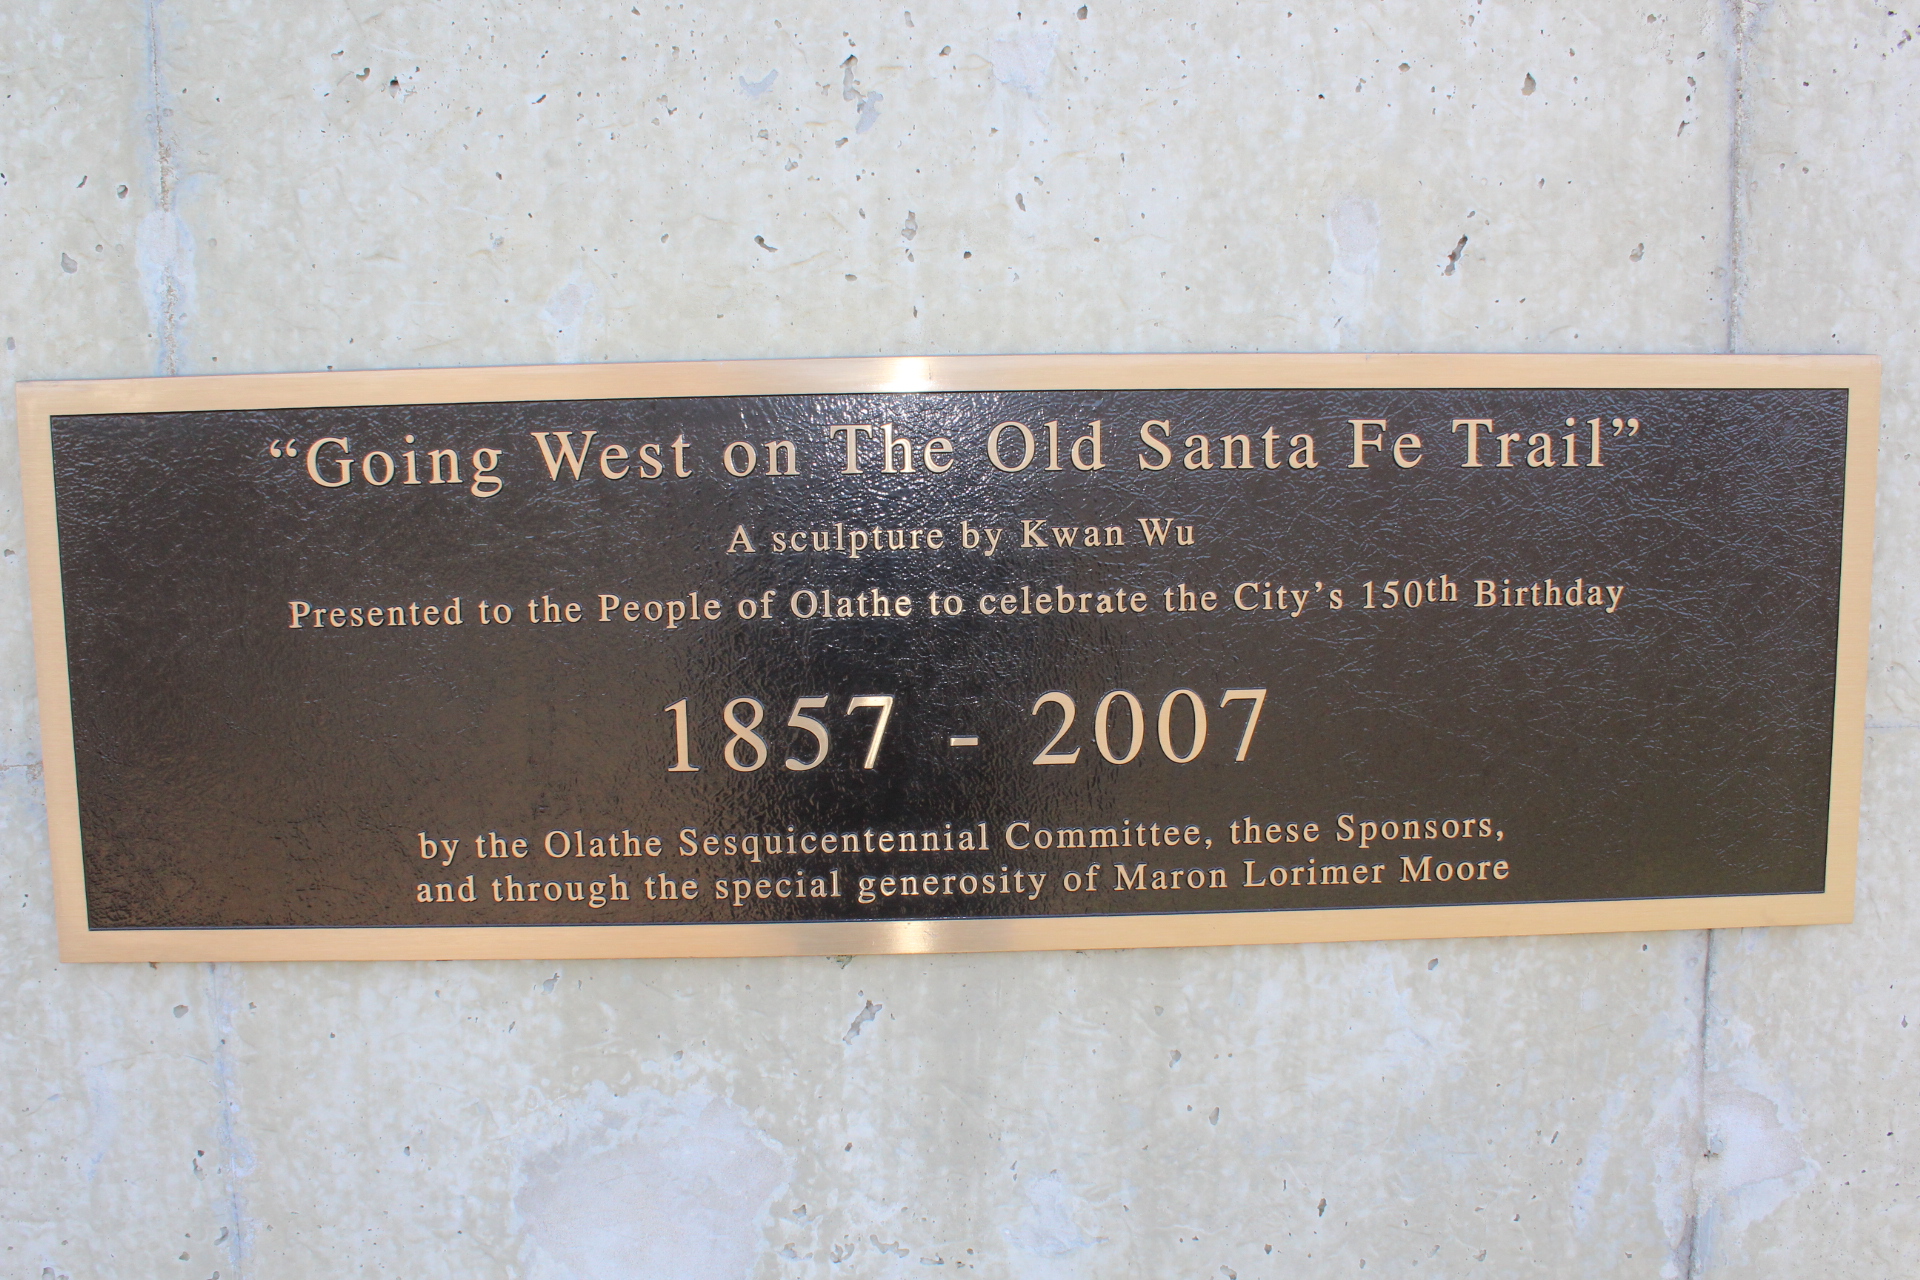 “Going West on The Old Santa Fe Trail”
A sculpture by Kwan Wu
Presented to the People of Olathe to celebrate the City’s 150th Birthday
1857 - 2007
by the Olathe Sesquicentennial Committee, these Sponsors,
and through the special generosity of Maron Lorimer Moore